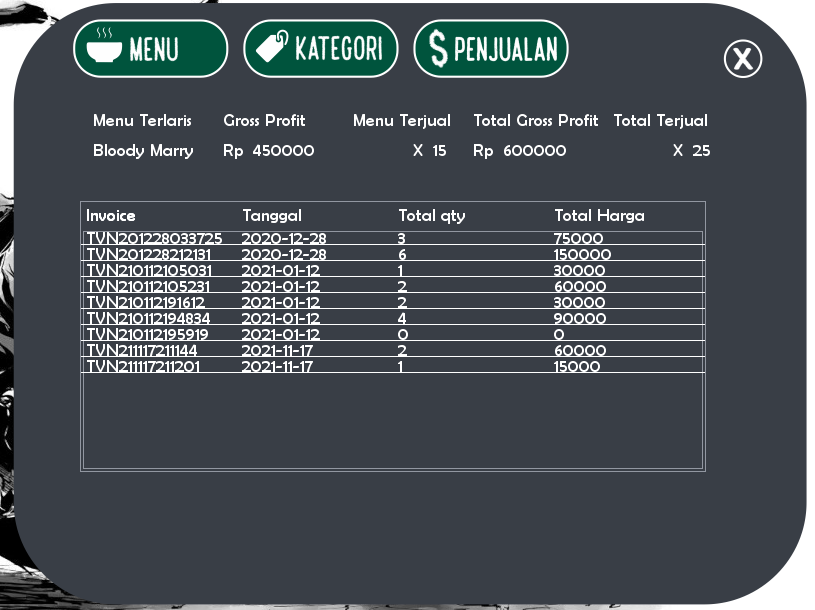 MENU KATEGORI $ PENJUALAN X
Menu Terlaris Gross Profit Menu Terjual Total Gross Profit Total Terjual
Bloody Marry Rp 450000 X 15 Rp 600000 X 25
Invoice Tanggal Total qty Total Harga
TVN201228033725 2020-12-28 3 75000
TVN201228212131 2020-12-28 6 150000
TVN210112105031 2021-01-12 1 30000
TVN210112105231 2021-01-12 2 60000
TVN210112191612 2021-01-12 2 30000
TVN210112194834 2021-01-12 4 90000
TVN210112195919 2021-01-12 0 0
TVN211117211144 2021-11-17 2 60000
TVN211117211201 2021-11-17 1 15000